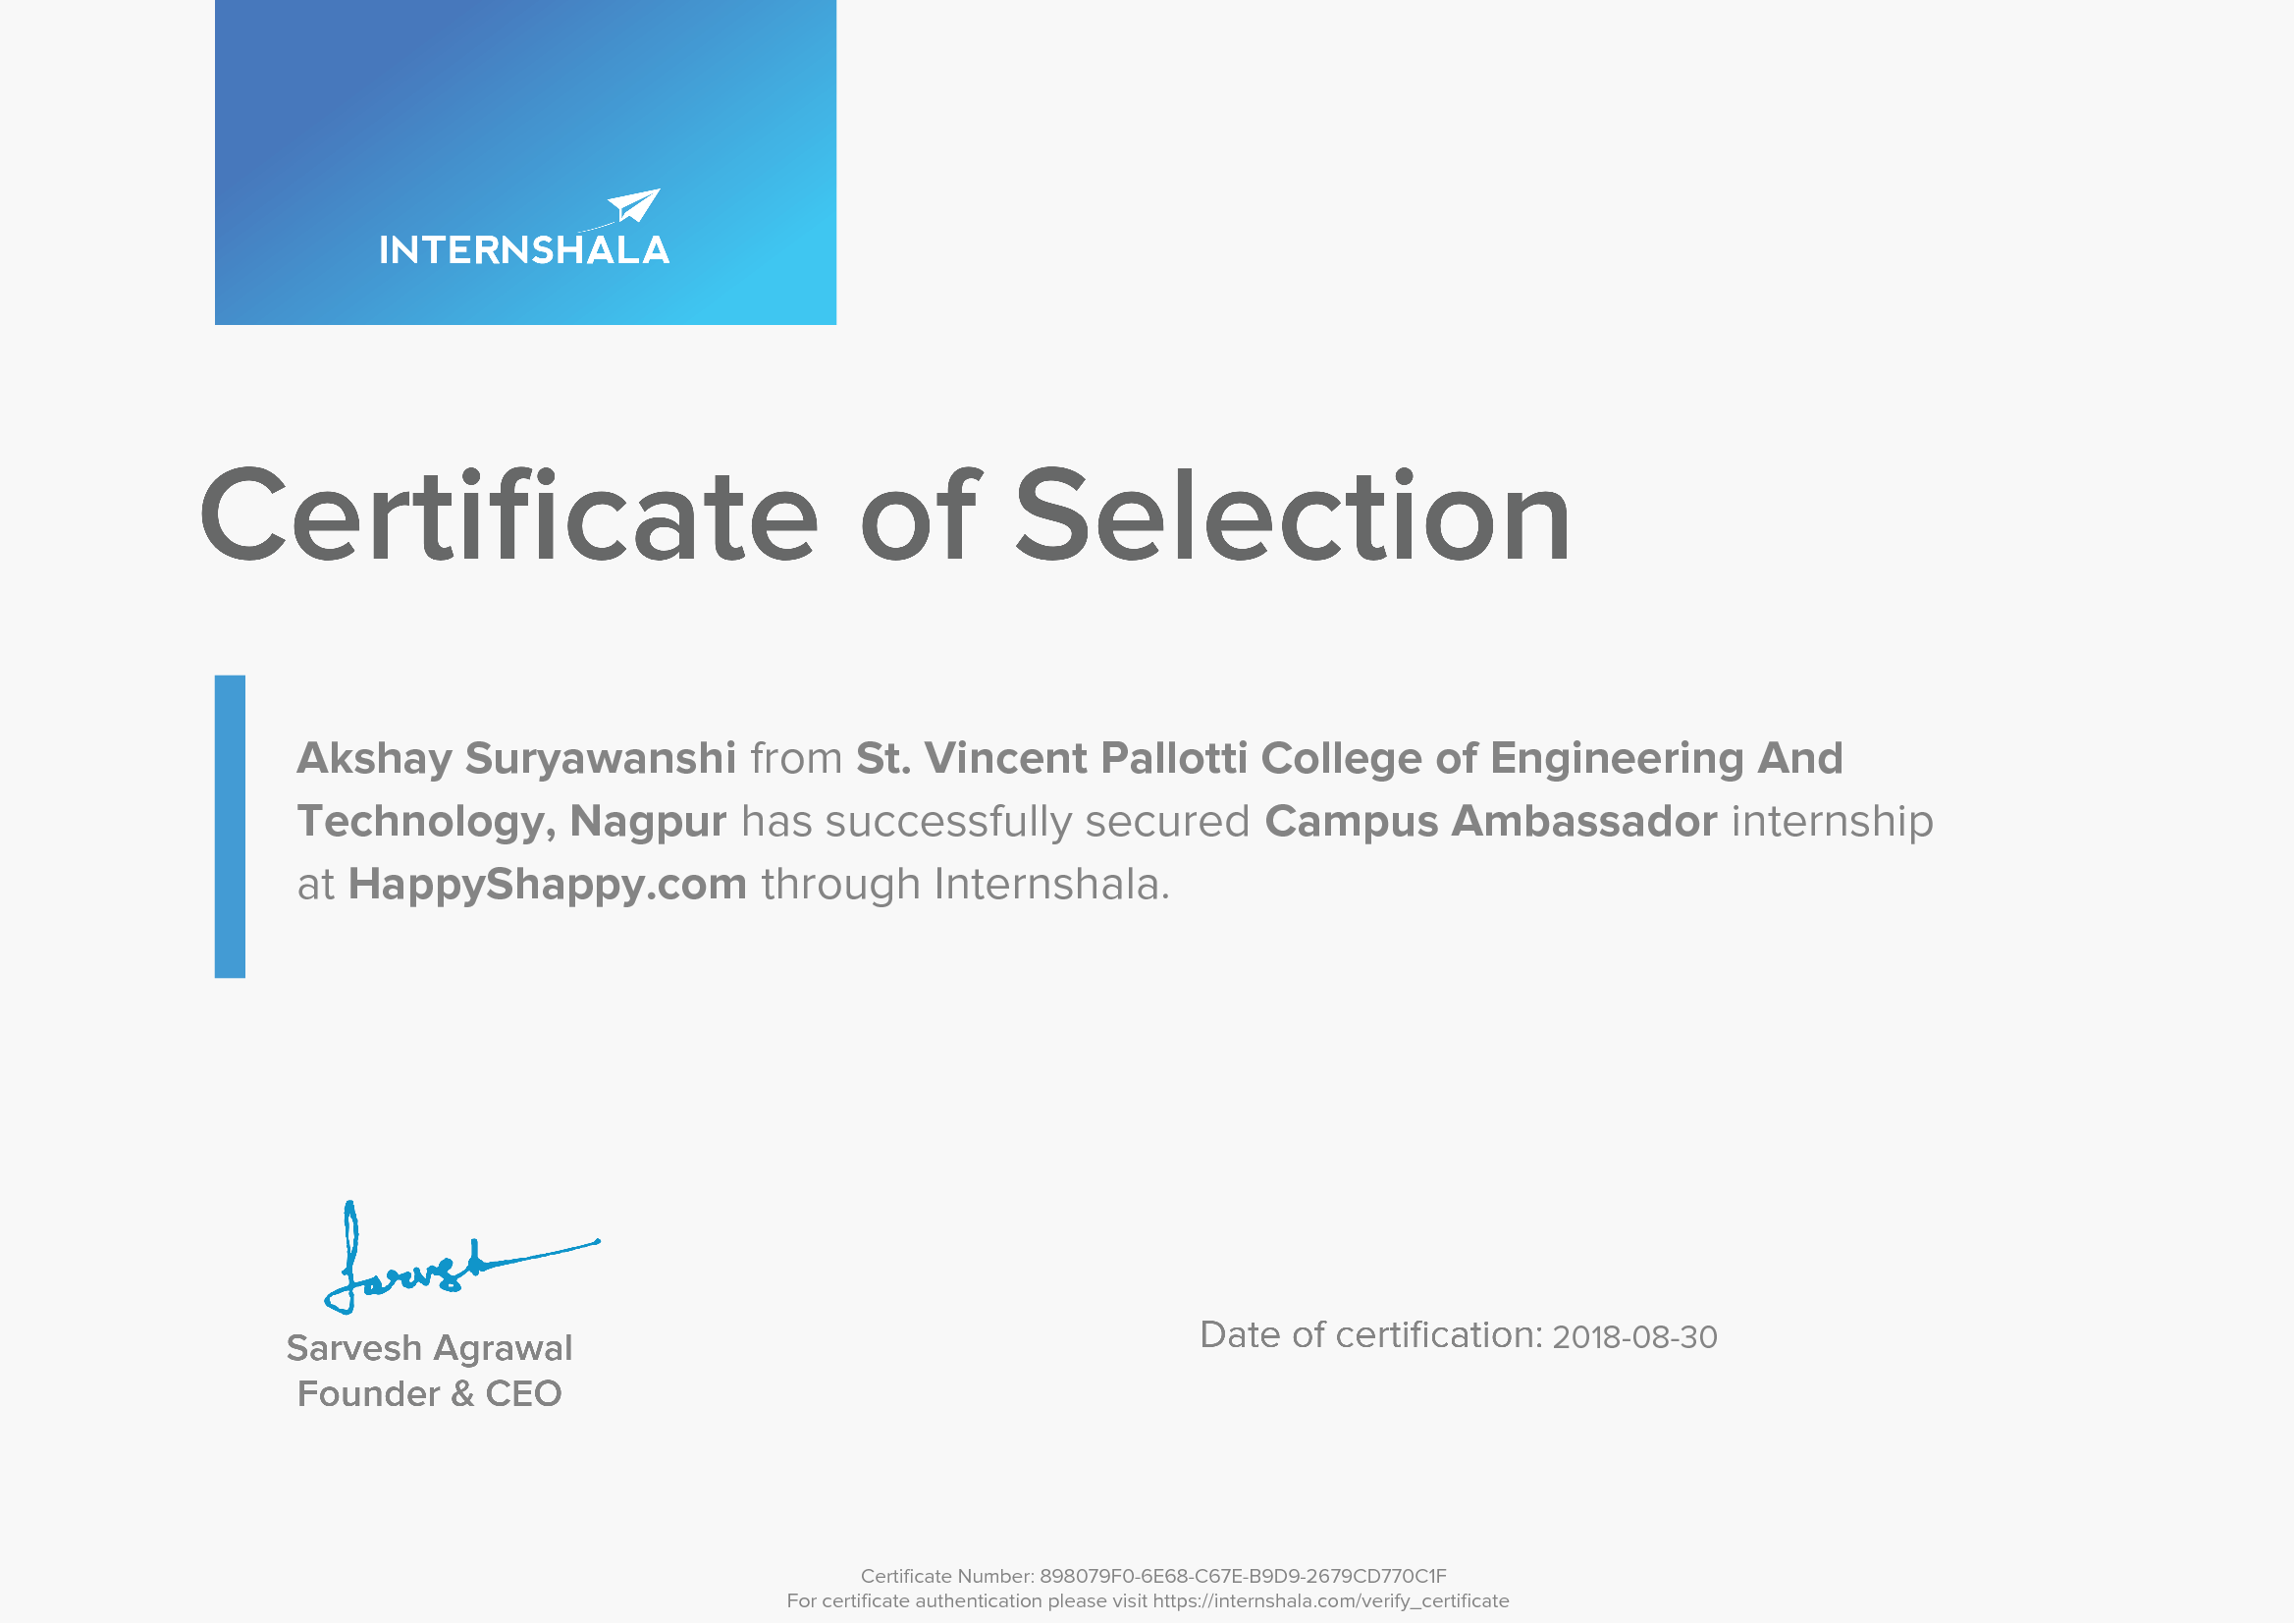 INTERNSHALA
Certificate of Selection
Akshay Suryawanshi from St. Vincent Pallotti College of Engineering And
Technology, Nagpur has successfully secured Campus Ambassador internship
at HappyShappy.com through Internshala.
Sarvesh
Sarvesh Agrawal
Founder & CEO
Date of certification: 2018-08-30
Certificate Number: 898079F0-6E68-C67E-B9D9-2679CD770C1F
For certificate authentication please visit https://internshala.com/verify_certificate